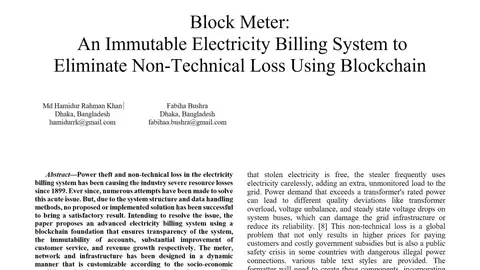 Block Meter:
An Immutable Electricity Billing System to
Eliminate Non-Technical Loss Using Blockchain
Md Hamidur Rahman Khan
Dhaka, Bangladesh
hamidurrk@gmail.com
Fabiha Bushra
Dhaka, Bangladesh
fabihaa.bushra@gmail.com
Abstract—Power theft and non-technical loss in the electricity
billing system has been causing the industry severe resource losses
since 1899. Ever since, numerous attempts have been made to solve
this acute issue. But, due to the system structure and data handling
methods, no proposed or implemented solution has been successful
to bring a satisfactory result. Intending to resolve the issue, the
paper proposes an advanced electricity billing system using a
blockchain foundation that ensures transparency of the system,
the immutability of accounts, substantial improvement of
customer service, and revenue growth respectively. The meter,
network and infrastructure has been designed in a dynamic
manner that is customizable according to the socio-economic
that stolen electricity is free, the stealer frequently uses
electricity carelessly, adding an extra, unmonitored load to the
grid. Power demand that exceeds a transformer's rated power
can lead to different quality deviations like transformer
overload, voltage unbalance, and steady state voltage drops on
system buses, which can damage the grid infrastructure or
reduce its reliability. [8] This non-technical loss is a global
problem that not only results in higher prices for paying
customers and costly government subsidies but is also a public
safety crisis in some countries with dangerous illegal power
connections. various table text styles are provided. The
formatter will need to create these components, incorporating